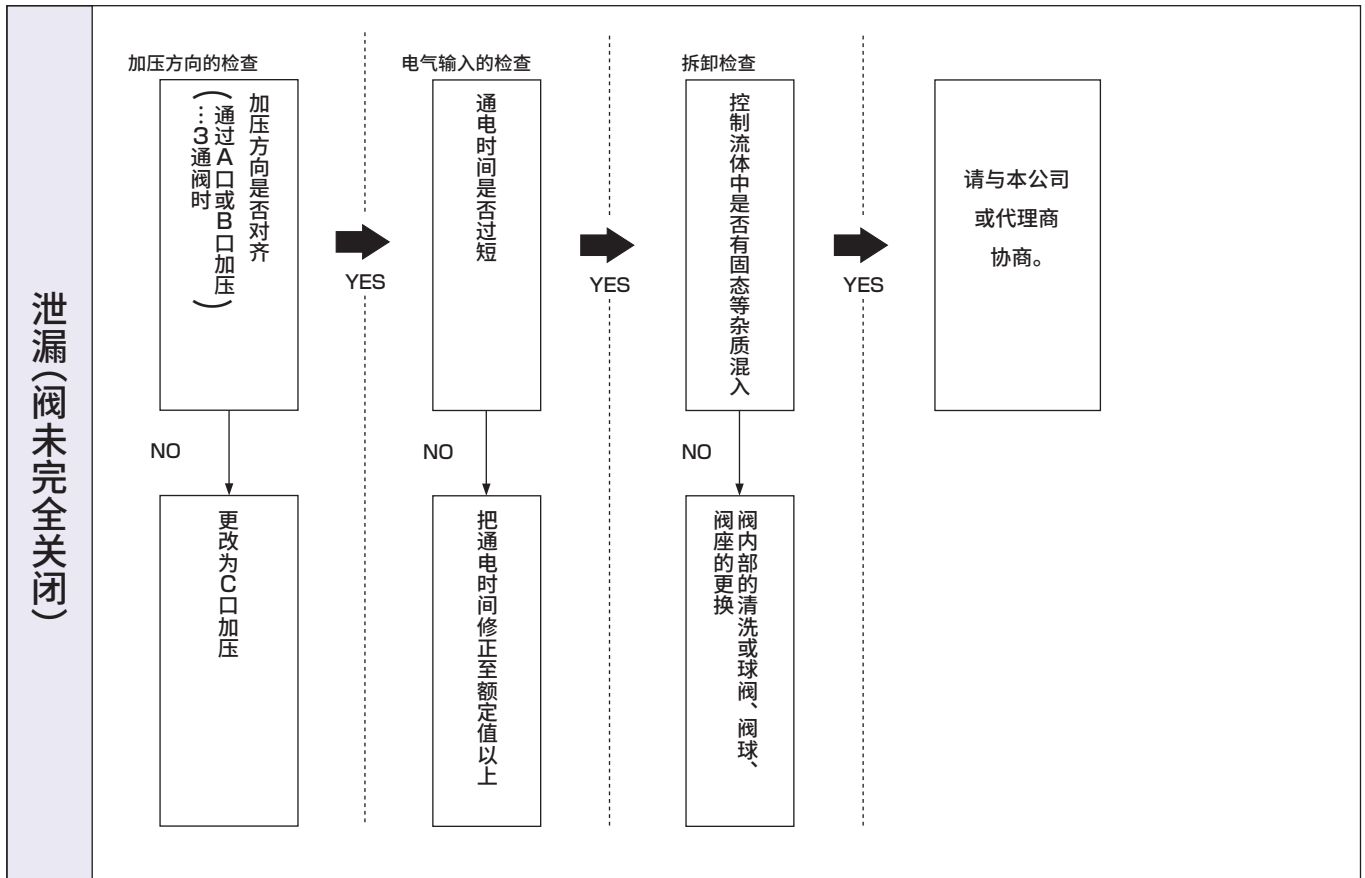 泄漏(阀未完全关闭)
加压方向的检查
加压方向是否对齐
(通过A口或B口加压
…3通阀时)
YES
NO
更改为C口加压
电气输入的检查
通电时间是否过短
YES
NO
把通电时间修正至额定值以上
拆卸检查
控制流体中是否有固态等杂质混入
YES
NO
阀内部的清洗或球阀、阀球、
阀座的更换
请与本公司
或代理商
协商。